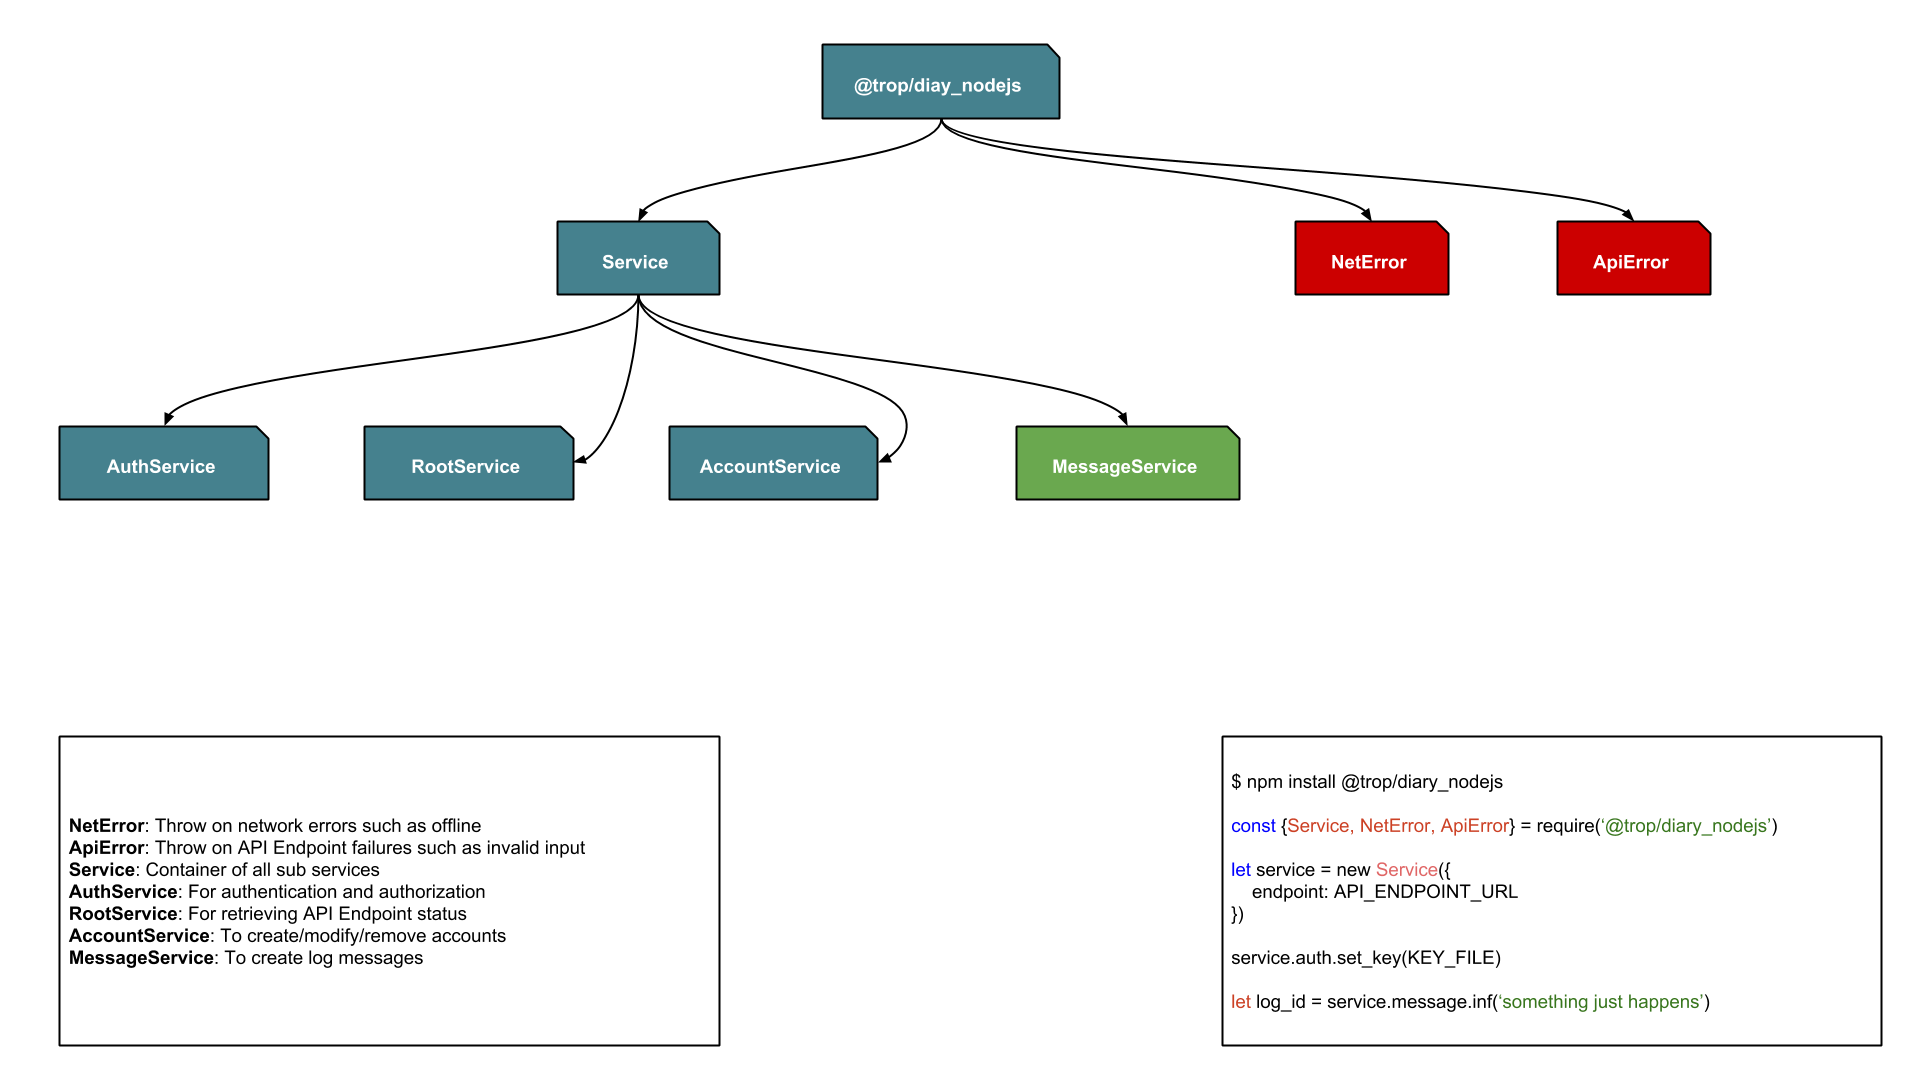 @trop/diay_nodejs
Service
NetError
ApiError
AuthService
RootService
AccountService
MessageService
NetError: Throw on network errors such as offline
ApiError: Throw on API Endpoint failures such as invalid input
Service: Container of all sub services
AuthService: For authentication and authorization
RootService: For retrieving API Endpoint status
AccountService: To create/modify/remove accounts
MessageService: To create log messages
$ npm install @trop/diary_nodejs
const {Service, NetError, ApiError} = require(‘@trop/diary_nodejs’)
let service = new Service({
    endpoint: API_ENDPOINT_URL
})
service.auth.set_key(KEY_FILE)
let log_id = service.message.inf(‘something just happens’)